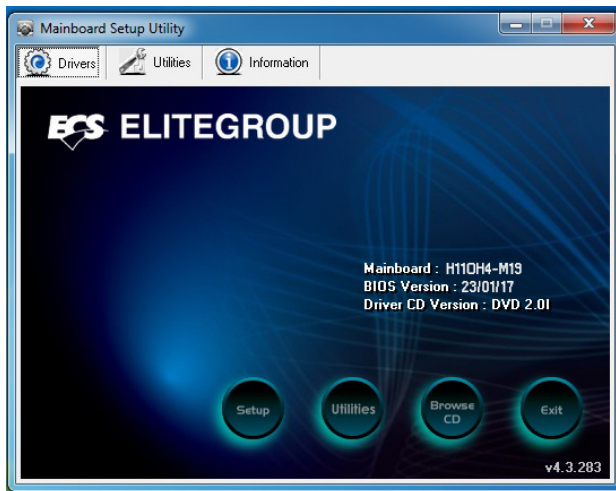 Mainboard Setup Utility
Drivers Utilities Information
ECS ELITEGROUP
Mainboard : H110H4-M19
BIOS Version : 23/01/17
Driver CD Version : DVD 2.0I
Setup Utilities Browse CD Exit
v4.3.283